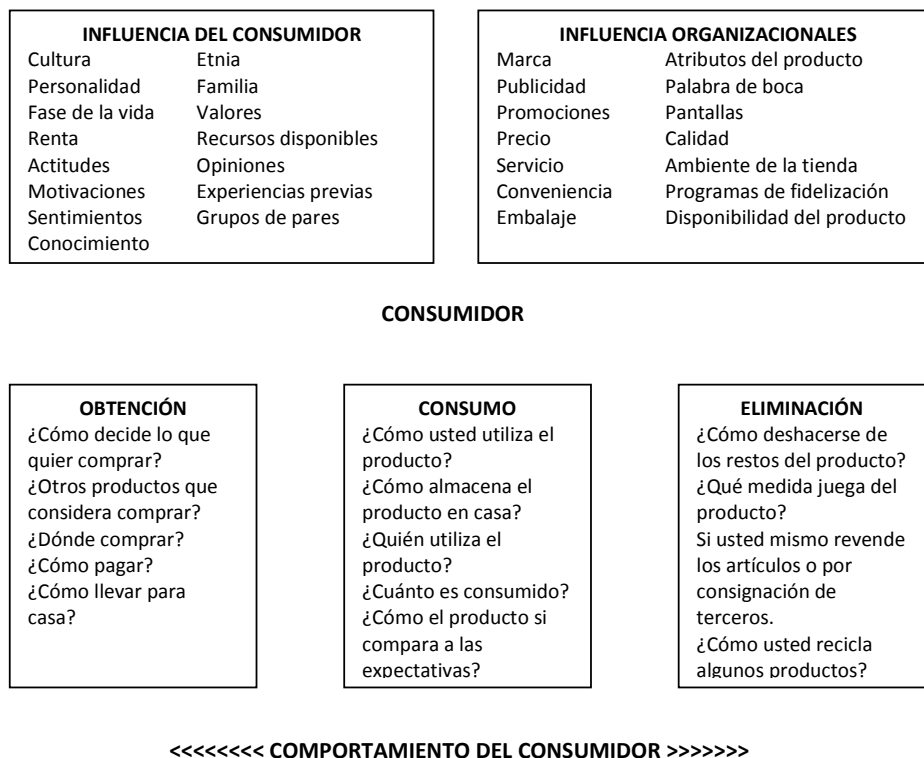 INFLUENCIA DEL CONSUMIDOR
Cultura Etnia
Personalidad Familia
Fase de la vida Valores
Renta Recursos disponibles
Actitudes Opiniones
Motivaciones Experiencias previas
Sentimientos Grupos de pares
Conocimiento
INFLUENCIA ORGANIZACIONALES
Marca Atributos del producto
Publicidad Palabra de boca
Promociones Pantallas
Precio Calidad
Servicio Ambiente de la tienda
Conveniencia Programas de fidelización
Embalaje Disponibilidad del producto
CONSUMIDOR
OBTENCIÓN
¿Cómo decide lo que
quier comprar?
¿Otros productos que
considera comprar?
¿Dónde comprar?
¿Cómo pagar?
¿Cómo llevar para
casa?
CONSUMO
¿Cómo usted utiliza el
producto?
¿Cómo almacena el
producto en casa?
¿Quién utiliza el
producto?
¿Cuánto es consumido?
¿Cómo el producto si
compara a las
expectativas?
ELIMINACIÓN
¿Cómo deshacerse de
los restos del producto?
¿Qué medida juega del
producto?
Si usted mismo revende
los artículos o por
consignación de
terceros.
¿Cómo usted recicla
algunos productos?
<<<<<<<< COMPORTAMIENTO DEL CONSUMIDOR >>>>>>>